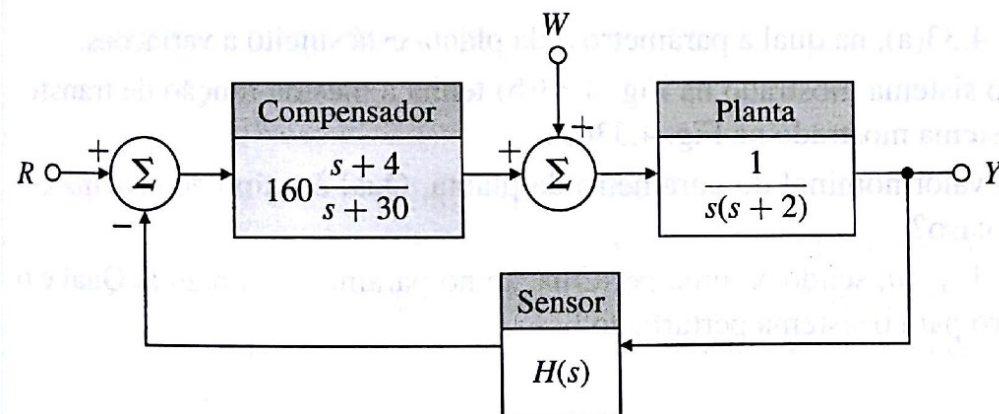 W
Compensador
Planta
R + Σ 160 s + 4 / s + 30 + Σ + 1 / s(s + 2) Y
−
Sensor
H(s)